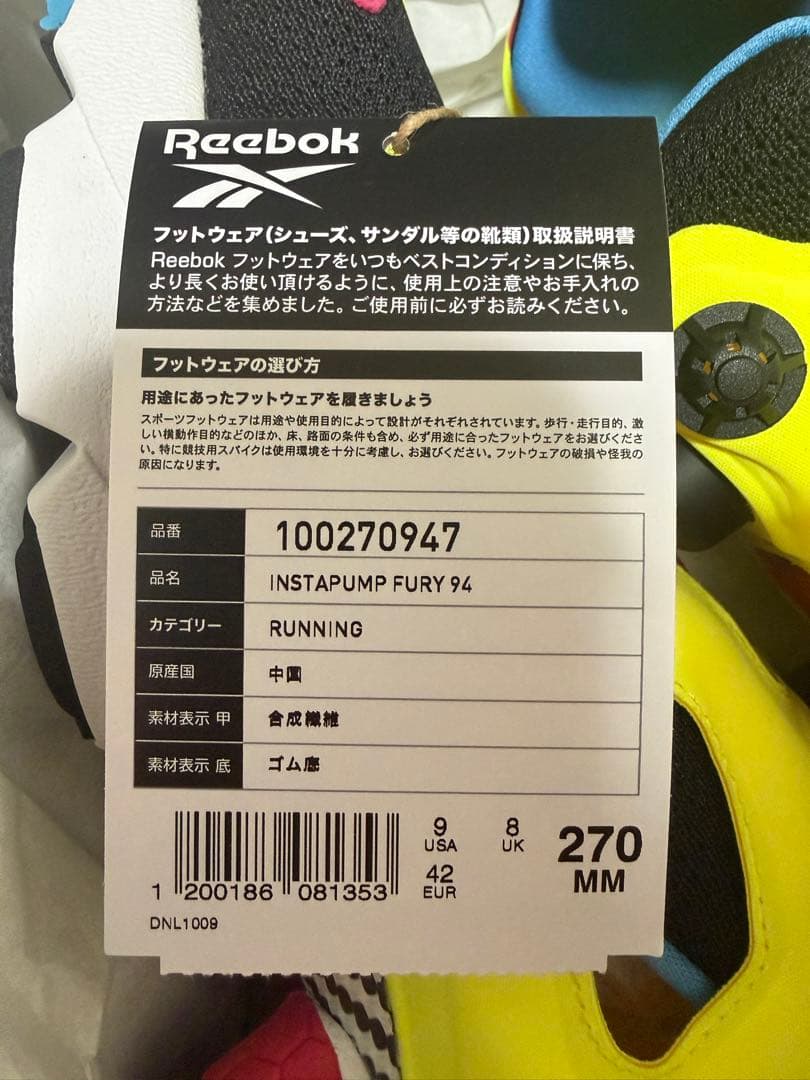 Reebok
フットウェア(シューズ、サンダル等の靴類)取扱説明書
Reebok フットウェアをいつもベストコンディションに保ち、
より長くお使い頂けるように、使用上の注意やお手入れの
方法などを集めました。ご使用前に必ずお読みください。
フットウェアの選び方
用途にあったフットウェアを履きましょう
スポーツフットウェアは用途や使用目的によって設計がそれぞれされています。歩行・走行目的、激
しい横動作目的などのほか、床、路面の条件も含め、必ず用途に合ったフットウェアをお選びくださ
い。特に競技用スパイクは使用環境を十分に考慮し、お選びください。フットウェアの破損や怪我の
原因になります。
品番 100270947
品名 INSTAPUMP FURY 94
カテゴリー RUNNING
原産国 中国
素材表示 甲 合成繊維
素材表示 底 ゴム底
9 USA 8 UK 270 MM
42 EUR
1 200186 081353
DNL1009